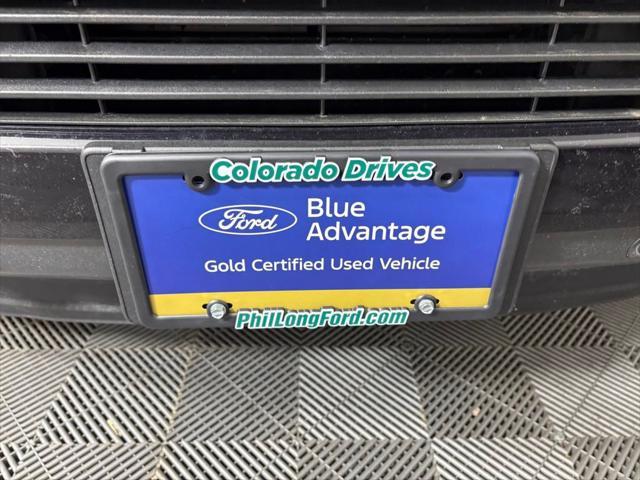 Colorado Drives
Ford
Blue
Advantage
Gold Certified Used Vehicle
PhilLongFord.com